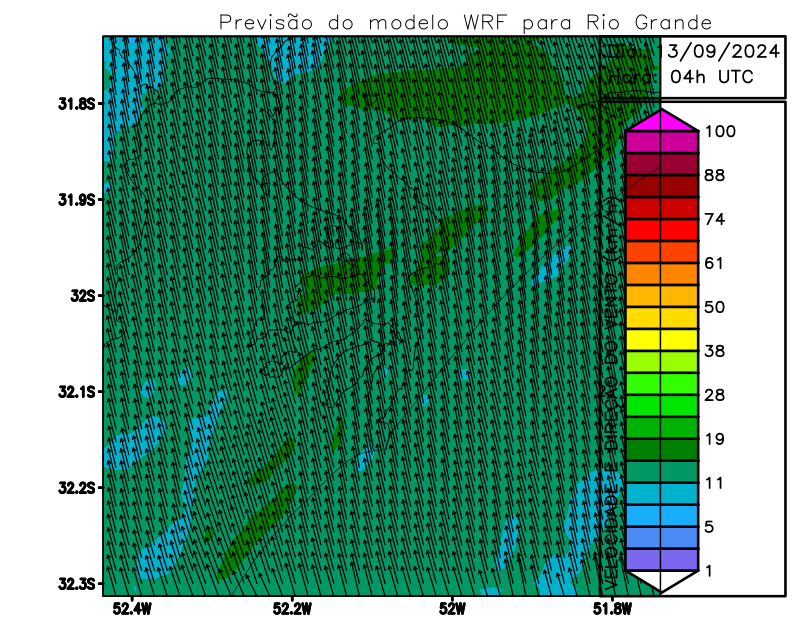 Previsão do modelo WRF para Rio Grande
Dia: 13/09/2024
Hora: 04h UTC
31.8S
31.9S
32S
32.1S
32.2S
32.3S
52.4W
52.2W
52W
51.8W
VELOCIDADE E DIREÇÃO DO VENTO (km/h)
100
88
74
61
50
38
28
19
11
5
1